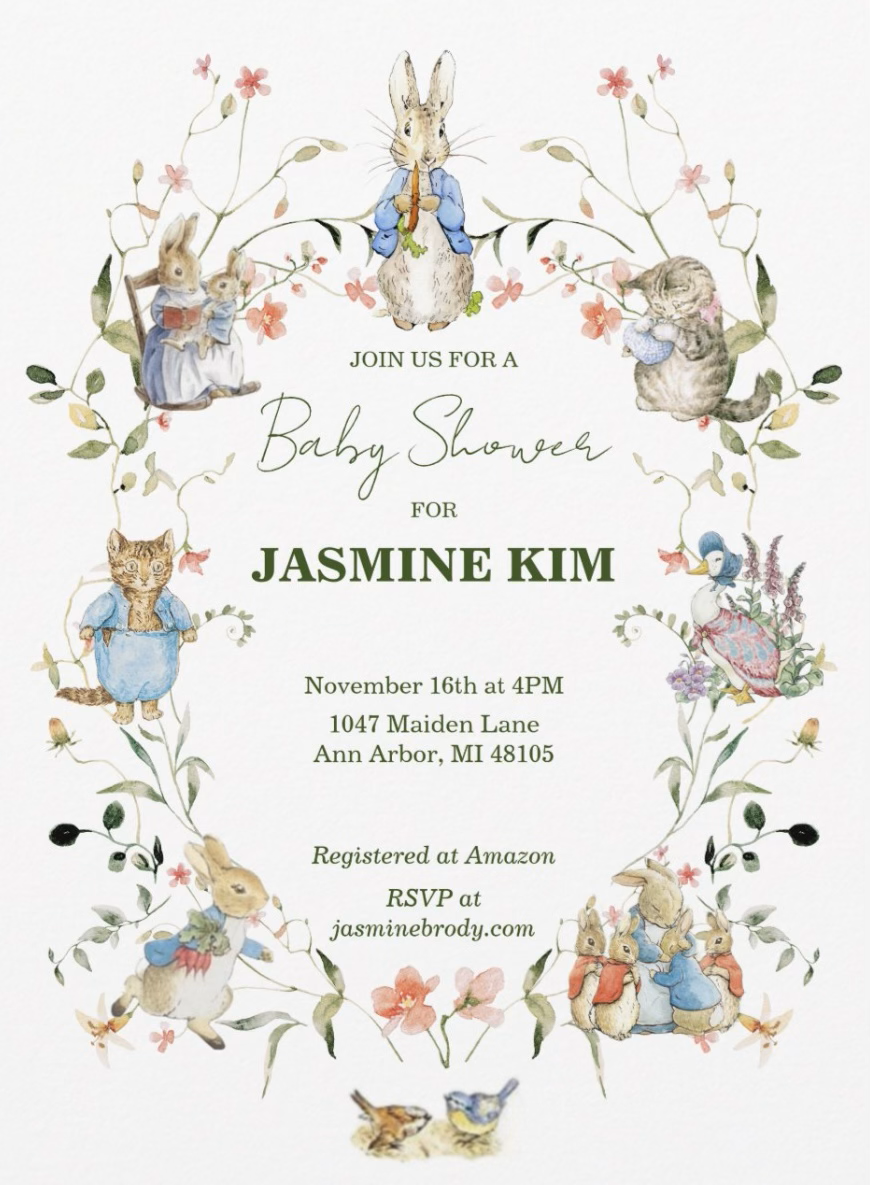 JOIN US FOR A
Baby Shower
FOR
JASMINE KIM
November 16th at 4PM
1047 Maiden Lane
Ann Arbor, MI 48105
Registered at Amazon
RSVP at
jasminebrody.com